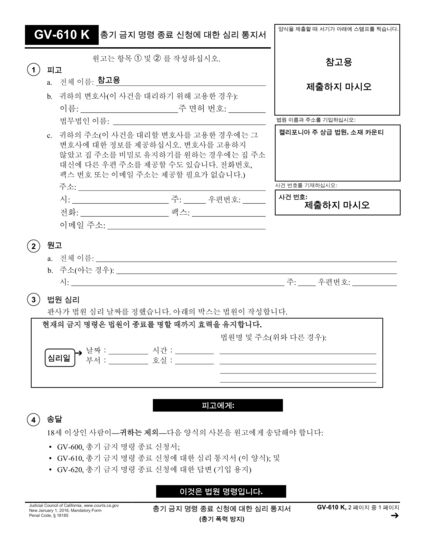 GV-610 K 총기 금지 명령 종료 신청에 대한 심리 통지서
양식을 제출할 때 서기가 아래에 스탬프를 찍습니다.
참고용
제출하지 마시오
원고는 항목 ① 및 ② 를 작성하십시오.
1 피고
a. 전체 이름: 참고용
b. 귀하의 변호사(이 사건을 대리하기 위해 고용한 경우):
이름: 주 면허 번호:
법무법인 이름:
c. 귀하의 주소(이 사건을 대리할 변호사를 고용한 경우에는 그
변호사에 대한 정보를 제공하십시오. 변호사를 고용하지
않았고 집 주소를 비밀로 유지하기를 원하는 경우에는 집 주소
대신에 다른 우편 주소를 제공할 수도 있습니다. 전화번호,
팩스 번호 또는 이메일 주소는 제공할 필요가 없습니다.)
주소:
시: 주: 우편번호:
전화: 팩스:
이메일 주소:
법원 이름과 주소를 기입하십시오:
캘리포니아 주 상급 법원, 소재 카운티
사건 번호를 기재하십시오:
사건 번호:
제출하지 마시오
2 원고
a. 전체 이름:
b. 주소(아는 경우):
시: 주: 우편번호:
3 법원 심리
판사가 법원 심리 날짜를 정했습니다. 아래의 박스는 법원이 작성합니다.
현재의 금지 명령은 법원이 종료를 명할 때까지 효력을 유지합니다.
법원명 및 주소(위와 다른 경우):
심리일 날짜 : 시간 :
부서 : 호실 :
피고에게:
4 송달
18세 이상인 사람이—귀하는 제외—다음 양식의 사본을 원고에게 송달해야 합니다:
• GV-600, 총기 금지 명령 종료 신청서;
• GV-610, 총기 금지 명령 종료 신청에 대한 심리 통지서 (이 양식); 및
• GV-620, 총기 금지 명령 종료 신청에 대한 답변 (기입 용지)
이것은 법원 명령입니다.
Judicial Council of California, www.courts.ca.gov
New January 1, 2016, Mandatory Form
Penal Code, § 18185
총기 금지 명령 종료 신청에 대한 심리 통지서
(총기 폭력 방지)
GV-610 K, 2 페이지 중 1 페이지